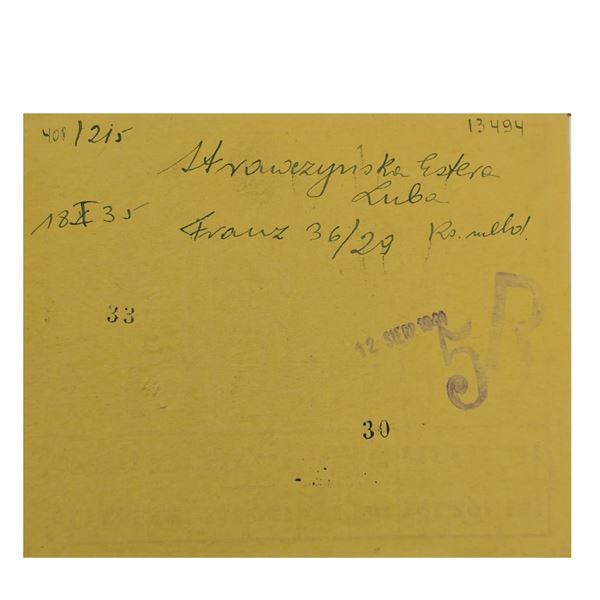 408/215
13494
Strawczyńska Estera
Luba
18 X 35
Franz 36/29 Ks. meld.
33
12 SIERP. 1940
5R
30